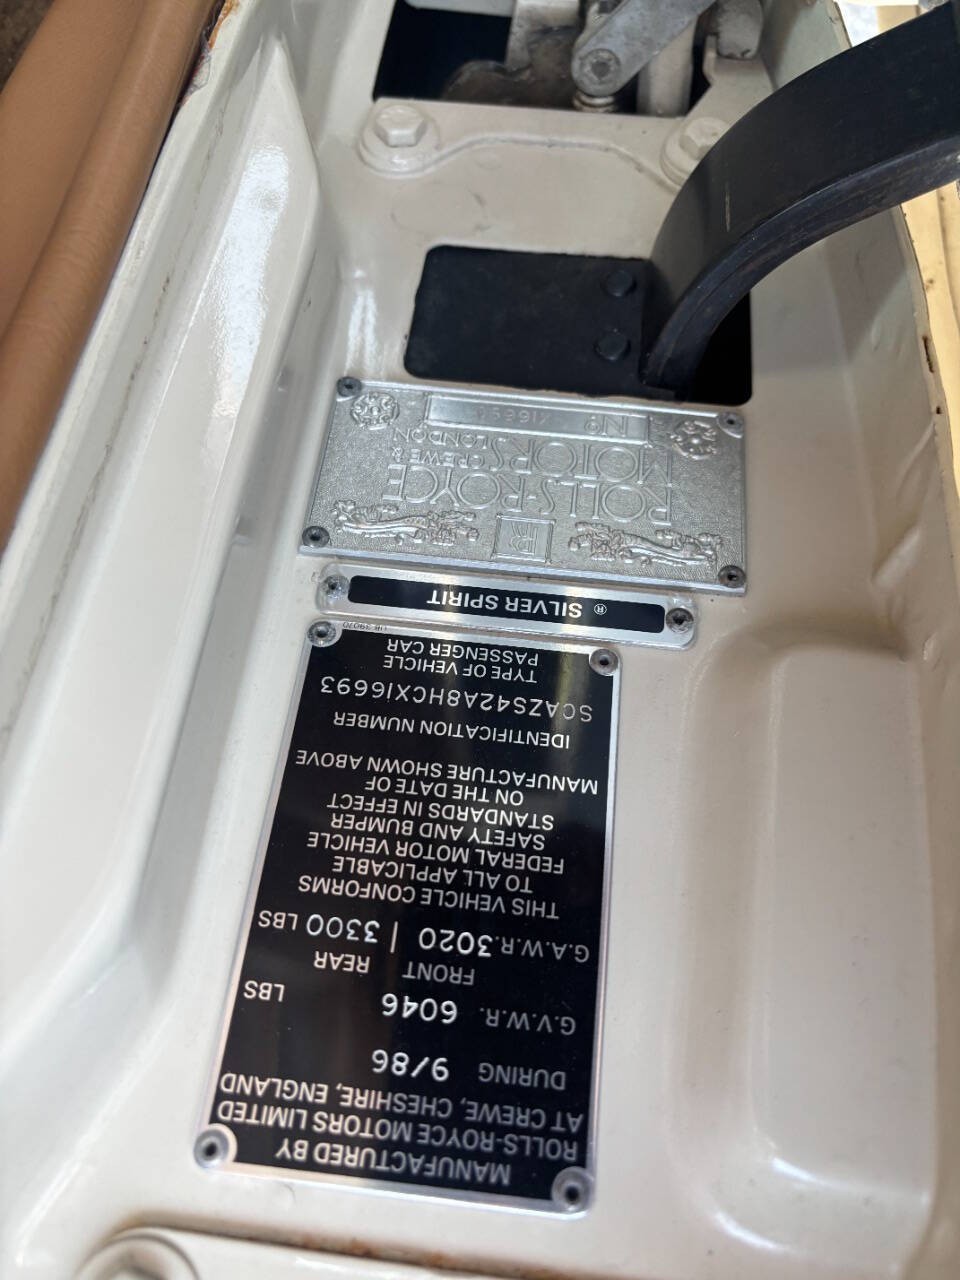 MANUFACTURED BY
ROLLS-ROYCE MOTORS LIMITED
AT CREWE, CHESHIRE, ENGLAND
DURING 9/86
G.V.W.R. 6046 LBS
FRONT REAR
G.A.W.R. 3020 | 3300 LBS
THIS VEHICLE CONFORMS
TO ALL APPLICABLE
FEDERAL MOTOR VEHICLE
SAFETY AND BUMPER
STANDARDS IN EFFECT
ON THE DATE OF
MANUFACTURE SHOWN ABOVE
IDENTIFICATION NUMBER
SCAZS42A8HCX16693
TYPE OF VEHICLE
PASSENGER CAR
UB 39070
® SILVER SPIRIT
RR
ROLLS-ROYCE
MOTORS CREWE &
LONDON
Nº